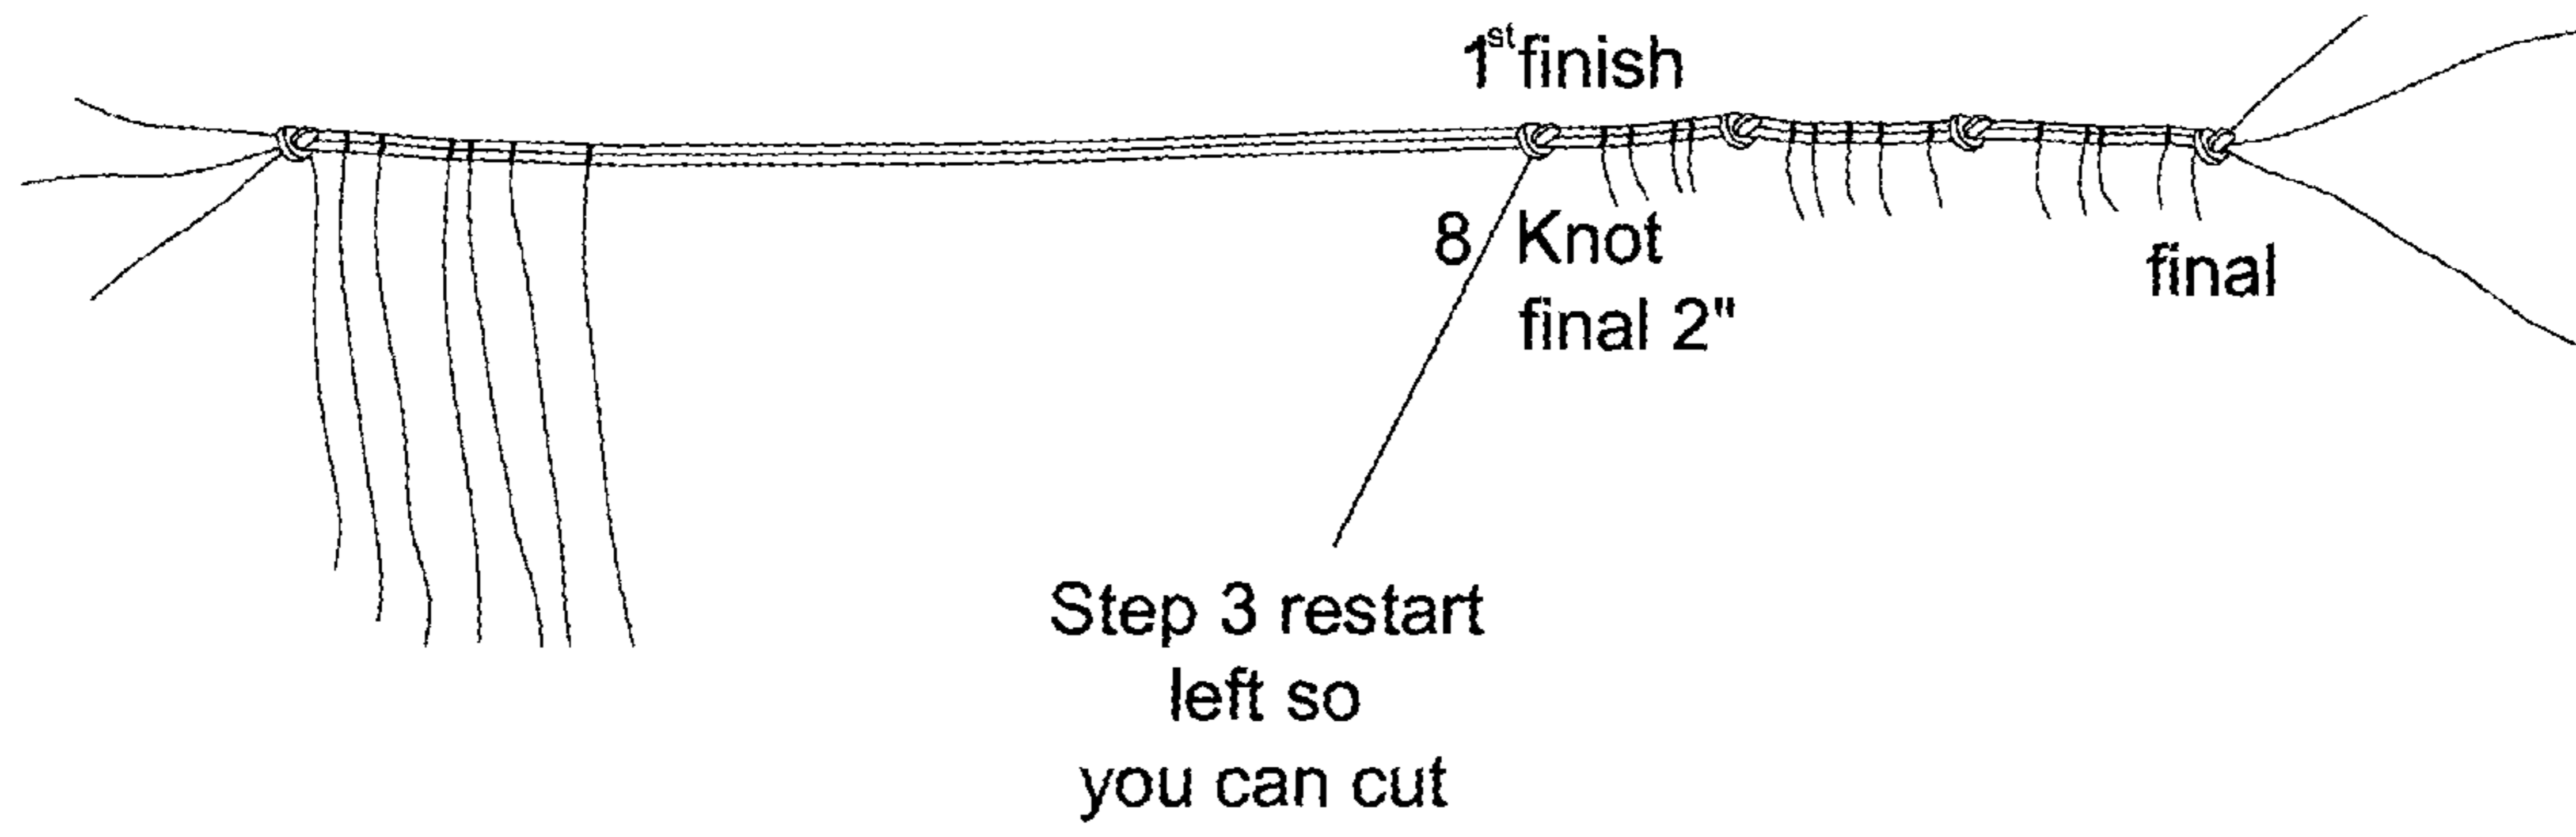 1st finish
8 Knot
final 2"
final
Step 3 restart
left so
you can cut